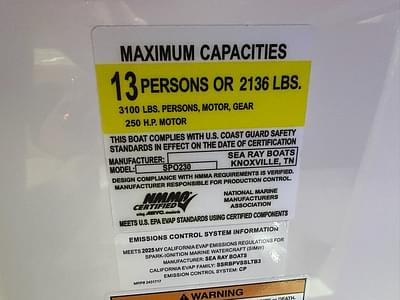 MAXIMUM CAPACITIES
13 PERSONS OR 2136 LBS.
3100 LBS. PERSONS, MOTOR, GEAR
250 H.P. MOTOR
THIS BOAT COMPLIES WITH U.S. COAST GUARD SAFETY
STANDARDS IN EFFECT ON THE DATE OF CERTIFICATION
MANUFACTURER: SEA RAY BOATS
KNOXVILLE, TN
MODEL: SPO230
DESIGN COMPLIANCE WITH NMMA REQUIREMENTS IS VERIFIED.
MANUFACTURER RESPONSIBLE FOR PRODUCTION CONTROL.
NMMA
CERTIFIED
using ABYC standards
NATIONAL MARINE
MANUFACTURERS
ASSOCIATION
MEETS U.S. EPA EVAP STANDARDS USING CERTIFIED COMPONENTS
EMISSIONS CONTROL SYSTEM INFORMATION
MEETS 2025 MY CALIFORNIA EVAP EMISSIONS REGULATIONS FOR
SPARK-IGNITION MARINE WATERCRAFT (SIMW)
MANUFACTURER: SEA RAY BOATS
CALIFORNIA EVAP FAMILY:
EMISSION CONTROL SYSTEM: CP
WARNING